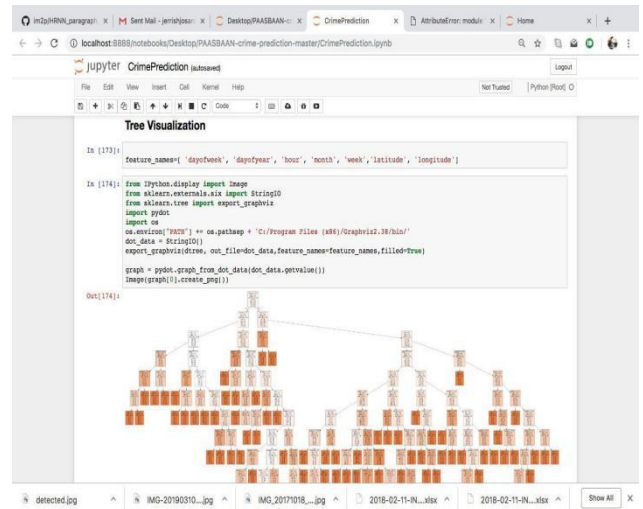 im2p/HRNN_paragraph x
Sent Mail - jerrishjosan x
Desktop/PAASBAAN-c x
CrimePrediction x
AttributeError: module x
Home x
localhost:8888/notebooks/Desktop/PAASBAAN-crime-prediction-master/CrimePrediction.ipynb
jupyter CrimePrediction (autosaved)
Logout
File Edit View Insert Cell Kernel Help
Not Trusted
Python [Root] O
Code
Tree Visualization
In [173]:
feature_names=[ 'dayofweek', 'dayofyear', 'hour', 'month', 'week','latitude', 'longitude']
In [174]:
from IPython.display import Image
from sklearn.externals.six import StringIO
from sklearn.tree import export_graphviz
import pydot
import os
os.environ["PATH"] += os.pathsep + 'C:/Program Files (x86)/Graphviz2.38/bin/'
dot_data = StringIO()
export_graphviz(dtree, out_file=dot_data,feature_names=feature_names,filled=True)
graph = pydot.graph_from_dot_data(dot_data.getvalue())
Image(graph[0].create_png())
Out[174]:
detected.jpg
IMG-20190310....jpg
IMG_20171018_....jpg
2018-02-11-IN....xlsx
2018-02-11-IN....xlsx
Show All X